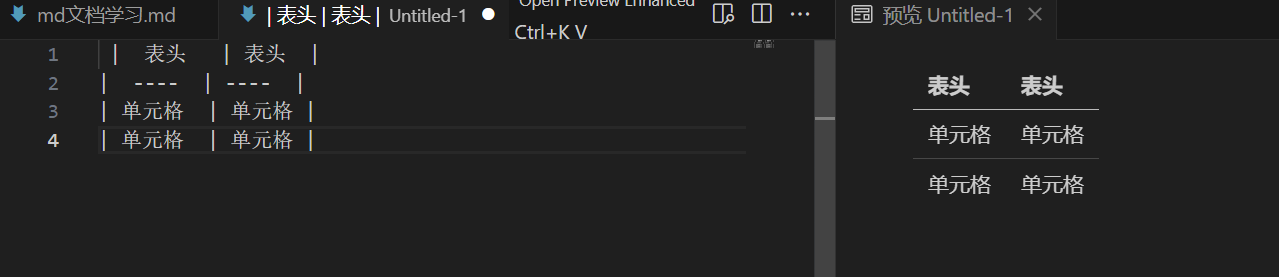 md文档学习.md
|表头|表头| Untitled-1
Open Preview Enhanced
Ctrl+K V
预览 Untitled-1
1 | 表头 | 表头 |
2 | ---- | ---- |
3 | 单元格 | 单元格 |
4 | 单元格 | 单元格 |
表头 表头
单元格 单元格
单元格 单元格